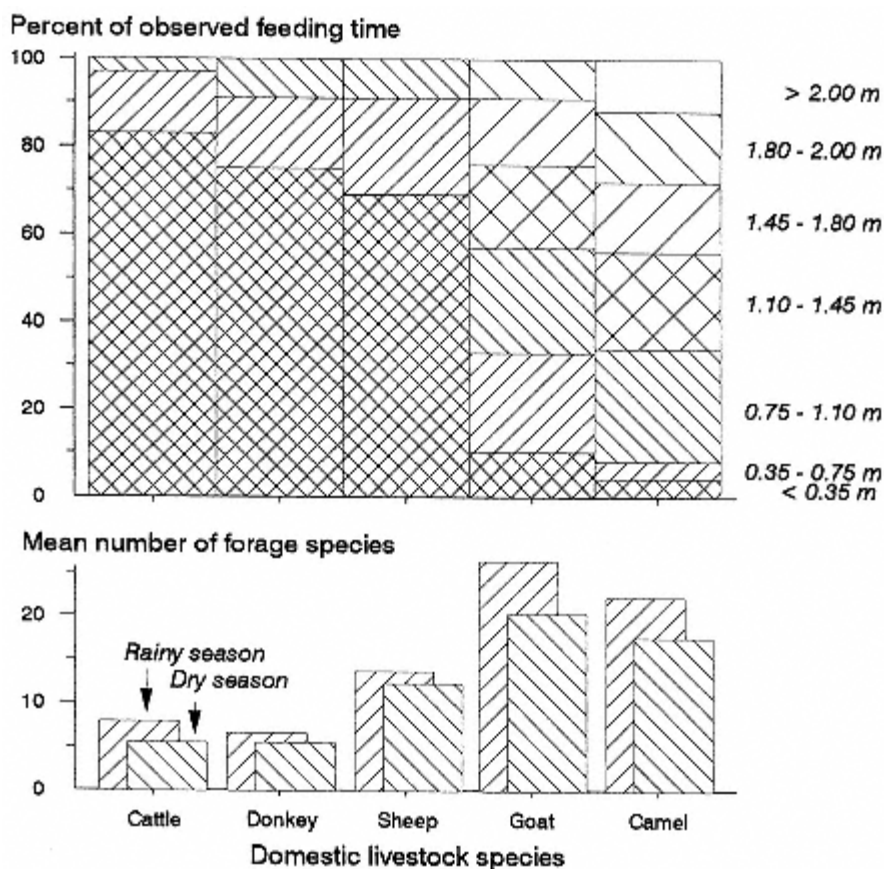 Percent of observed feeding time
100
80
60
40
20
0
> 2.00 m
1.80 - 2.00 m
1.45 - 1.80 m
1.10 - 1.45 m
0.75 - 1.10 m
0.35 - 0.75 m
< 0.35 m
Mean number of forage species
20
10
0
Rainy season
Dry season
Cattle Donkey Sheep Goat Camel
Domestic livestock species